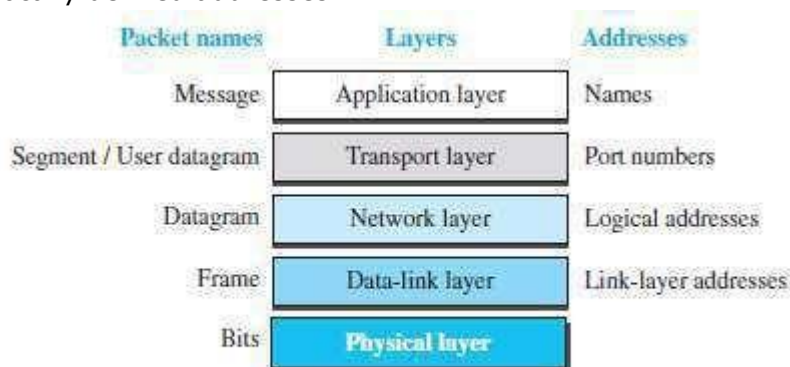 Packet names Layers Addresses
Message Application layer Names
Segment / User datagram Transport layer Port numbers
Datagram Network layer Logical addresses
Frame Data-link layer Link-layer addresses
Bits Physical layer